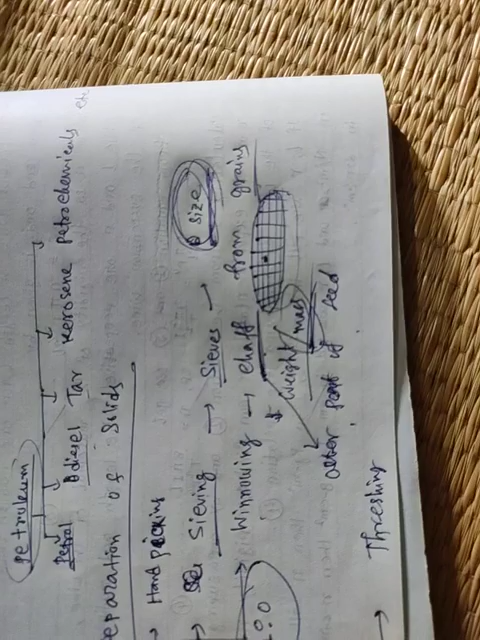 Petroleum
Petrol diesel Tar kerosene petrochemicals etc
eparation of Solids
→ Hand picking
→ Sieving → Sieves → size
→ Winnowing → chaff from grains
↓ weight/mass
other part of seed
→ Threshing